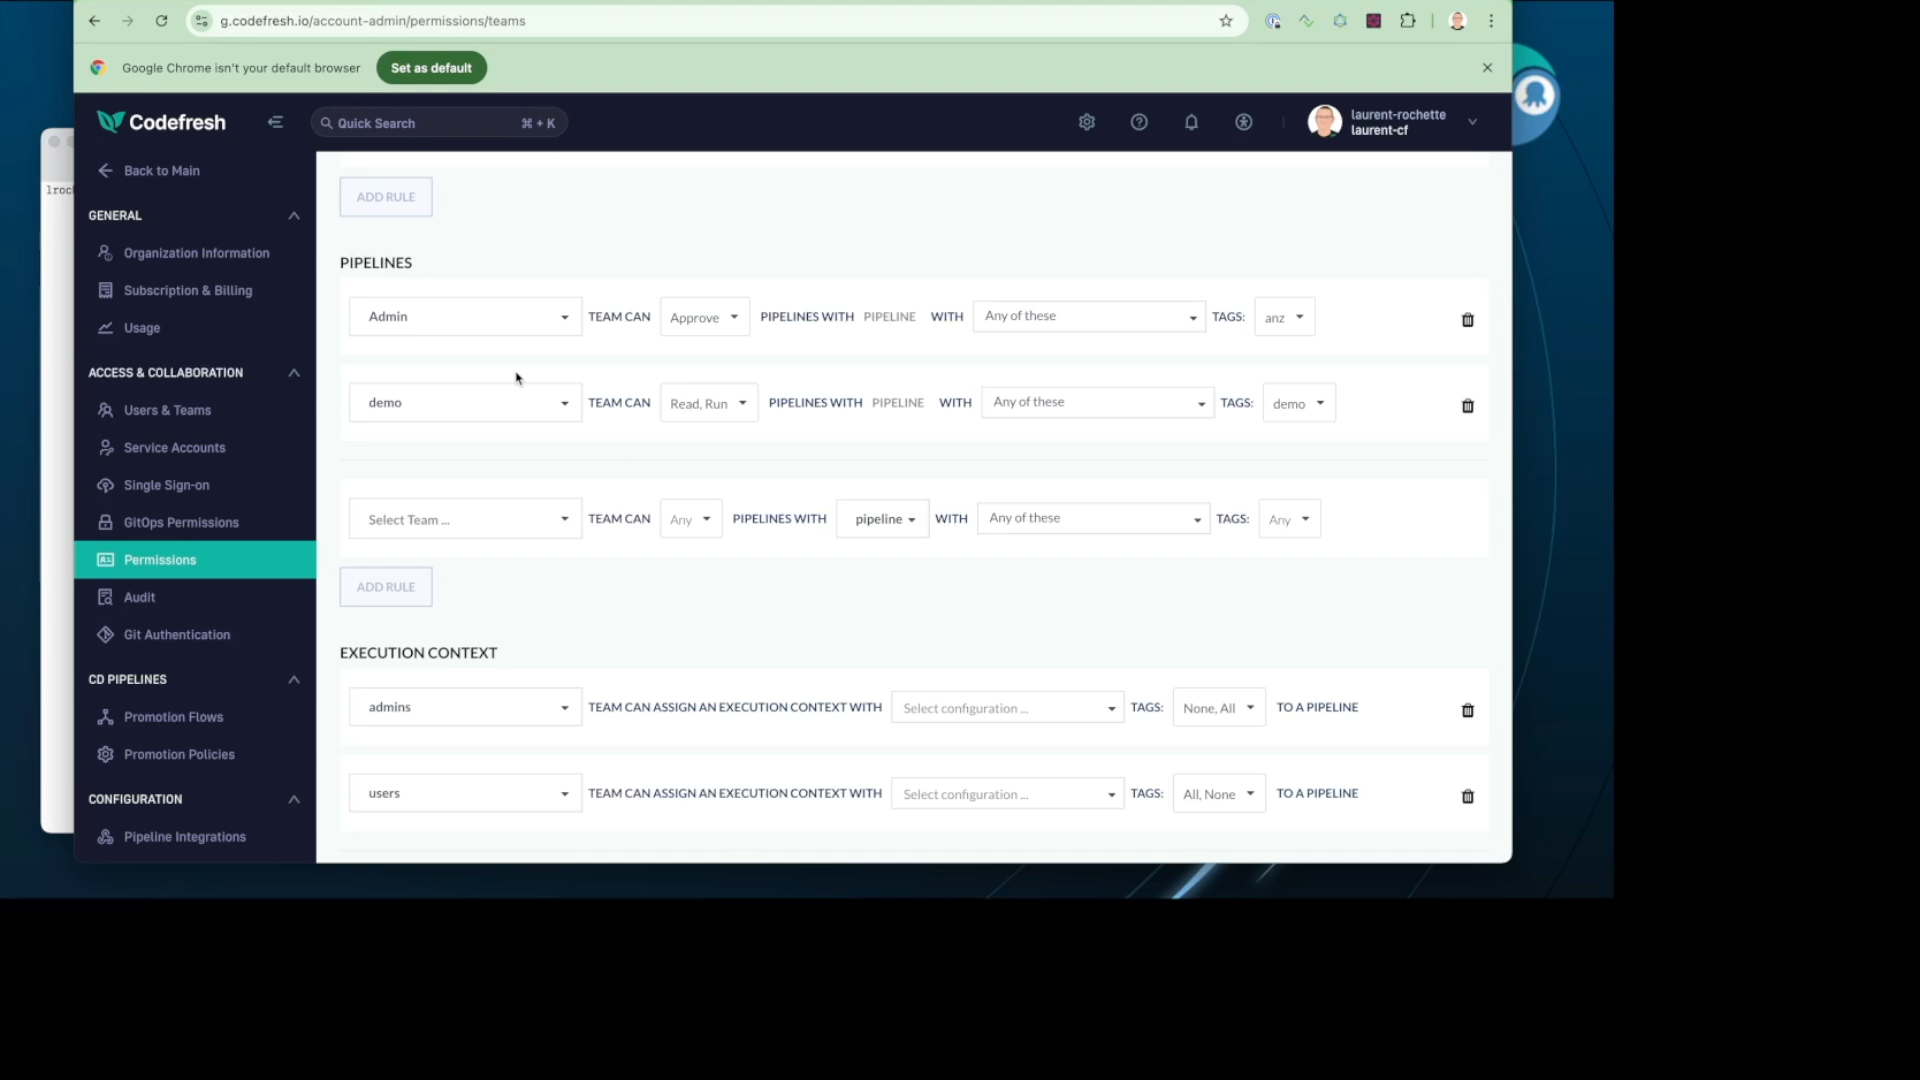 g.codefresh.io/account-admin/permissions/teams
Google Chrome isn't your default browser
Set as default
Codefresh
Quick Search
⌘ + K
laurent-rochette
laurent-cf
Back to Main
GENERAL
Organization Information
Subscription & Billing
Usage
ACCESS & COLLABORATION
Users & Teams
Service Accounts
Single Sign-on
GitOps Permissions
Permissions
Audit
Git Authentication
CD PIPELINES
Promotion Flows
Promotion Policies
CONFIGURATION
Pipeline Integrations
ADD RULE
PIPELINES
Admin TEAM CAN Approve PIPELINES WITH PIPELINE WITH Any of these TAGS: anz
demo TEAM CAN Read, Run PIPELINES WITH PIPELINE WITH Any of these TAGS: demo
Select Team ... TEAM CAN Any PIPELINES WITH pipeline WITH Any of these TAGS: Any
ADD RULE
EXECUTION CONTEXT
admins TEAM CAN ASSIGN AN EXECUTION CONTEXT WITH Select configuration ... TAGS: None, All TO A PIPELINE
users TEAM CAN ASSIGN AN EXECUTION CONTEXT WITH Select configuration ... TAGS: All, None TO A PIPELINE